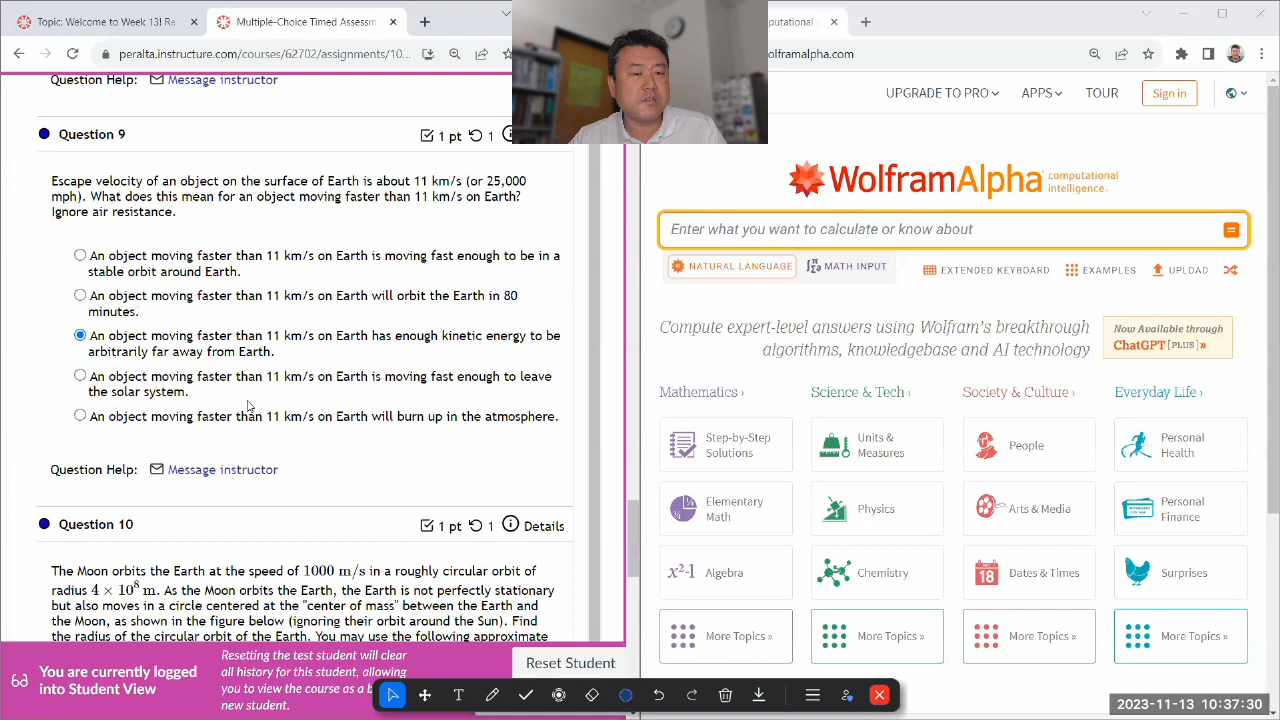 Topic: Welcome to Week 13! Re
Multiple-Choice Timed Assessm
putational
peralta.instructure.com/courses/62702/assignments/10...
olframalpha.com
Question Help: Message instructor
Question 9
1 pt 1
Escape velocity of an object on the surface of Earth is about 11 km/s (or 25,000
mph). What does this mean for an object moving faster than 11 km/s on Earth?
Ignore air resistance.
An object moving faster than 11 km/s on Earth is moving fast enough to be in a
stable orbit around Earth.
An object moving faster than 11 km/s on Earth will orbit the Earth in 80
minutes.
An object moving faster than 11 km/s on Earth has enough kinetic energy to be
arbitrarily far away from Earth.
An object moving faster than 11 km/s on Earth is moving fast enough to leave
the solar system.
An object moving faster than 11 km/s on Earth will burn up in the atmosphere.
Question Help: Message instructor
Question 10
1 pt 1 Details
The Moon orbits the Earth at the speed of 1000 m/s in a roughly circular orbit of
radius 4 × 10⁸ m. As the Moon orbits the Earth, the Earth is not perfectly stationary
but also moves in a circle centered at the "center of mass" between the Earth and
the Moon, as shown in the figure below (ignoring their orbit around the Sun). Find
the radius of the circular orbit of the Earth. You may use the following approximate
You are currently logged
into Student View
Resetting the test student will clear
all history for this student, allowing
you to view the course as a b
new student.
Reset Student
UPGRADE TO PRO APPS TOUR Sign in
WolframAlpha computational
intelligence.
Enter what you want to calculate or know about
NATURAL LANGUAGE MATH INPUT EXTENDED KEYBOARD EXAMPLES UPLOAD
Compute expert-level answers using Wolfram's breakthrough
algorithms, knowledgebase and AI technology
Now Available through
ChatGPT [PLUS] »
Mathematics › Science & Tech › Society & Culture › Everyday Life ›
Step-by-Step
Solutions
Units &
Measures
People
Personal
Health
Elementary
Math
Physics
Arts & Media
Personal
Finance
x²-1 Algebra
Chemistry
18 Dates & Times
Surprises
More Topics » More Topics » More Topics » More Topics »
2023-11-13 10:37:30